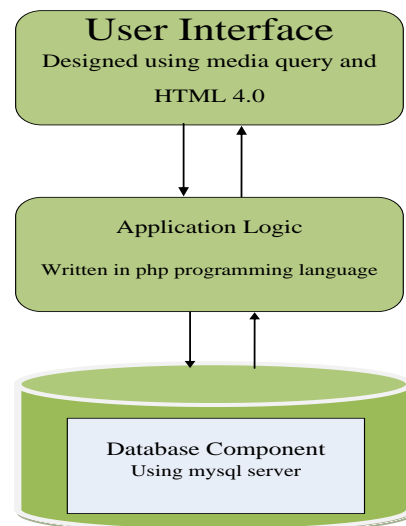 User Interface
Designed using media query and
HTML 4.0
Application Logic
Written in php programming language
Database Component
Using mysql server